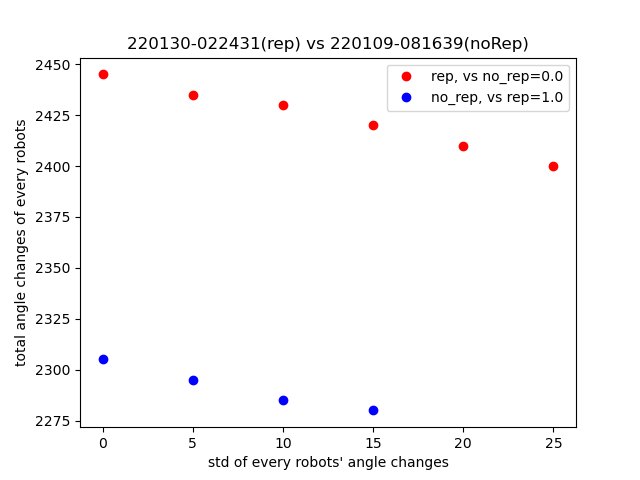 220130-022431(rep) vs 220109-081639(noRep)
2450
2425
2400
2375
2350
2325
2300
2275
total angle changes of every robots
rep, vs no_rep=0.0
no_rep, vs rep=1.0
0 5 10 15 20 25
std of every robots' angle changes